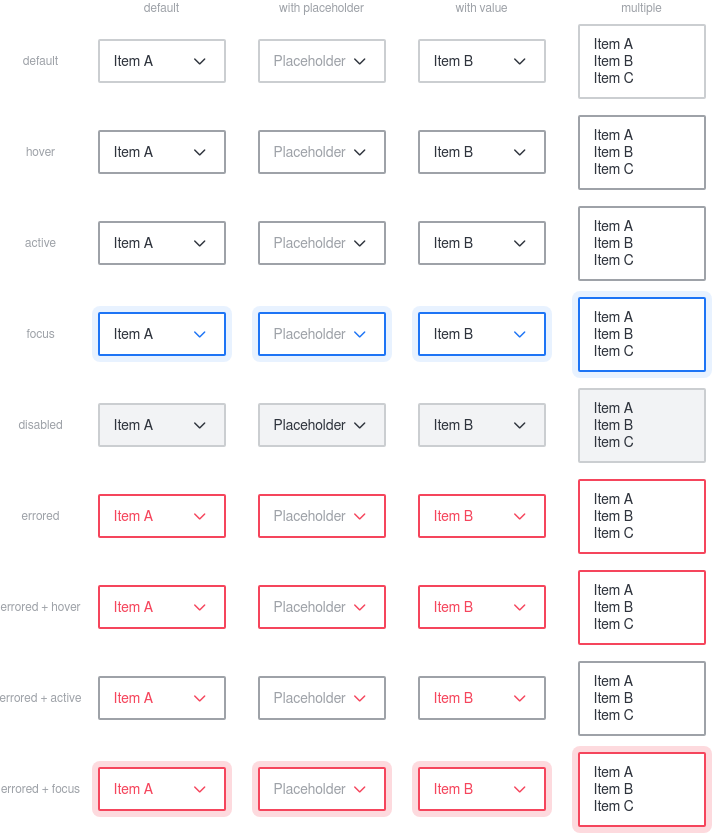 default with placeholder with value multiple
default Item A Placeholder Item B Item A
Item B
Item C
hover Item A Placeholder Item B Item A
Item B
Item C
active Item A Placeholder Item B Item A
Item B
Item C
focus Item A Placeholder Item B Item A
Item B
Item C
disabled Item A Placeholder Item B Item A
Item B
Item C
errored Item A Placeholder Item B Item A
Item B
Item C
errored + hover Item A Placeholder Item B Item A
Item B
Item C
errored + active Item A Placeholder Item B Item A
Item B
Item C
errored + focus Item A Placeholder Item B Item A
Item B
Item C